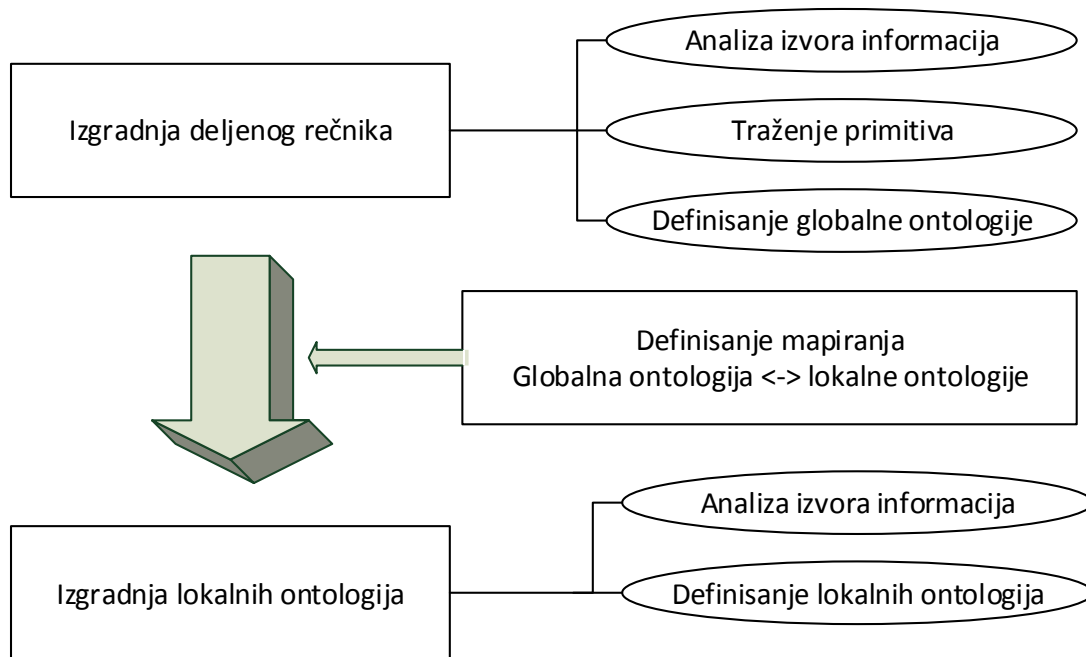 Analiza izvora informacija
Izgradnja deljenog rečnika
Traženje primitiva
Definisanje globalne ontologije
Definisanje mapiranja
Globalna ontologija <-> lokalne ontologije
Analiza izvora informacija
Izgradnja lokalnih ontologija
Definisanje lokalnih ontologija